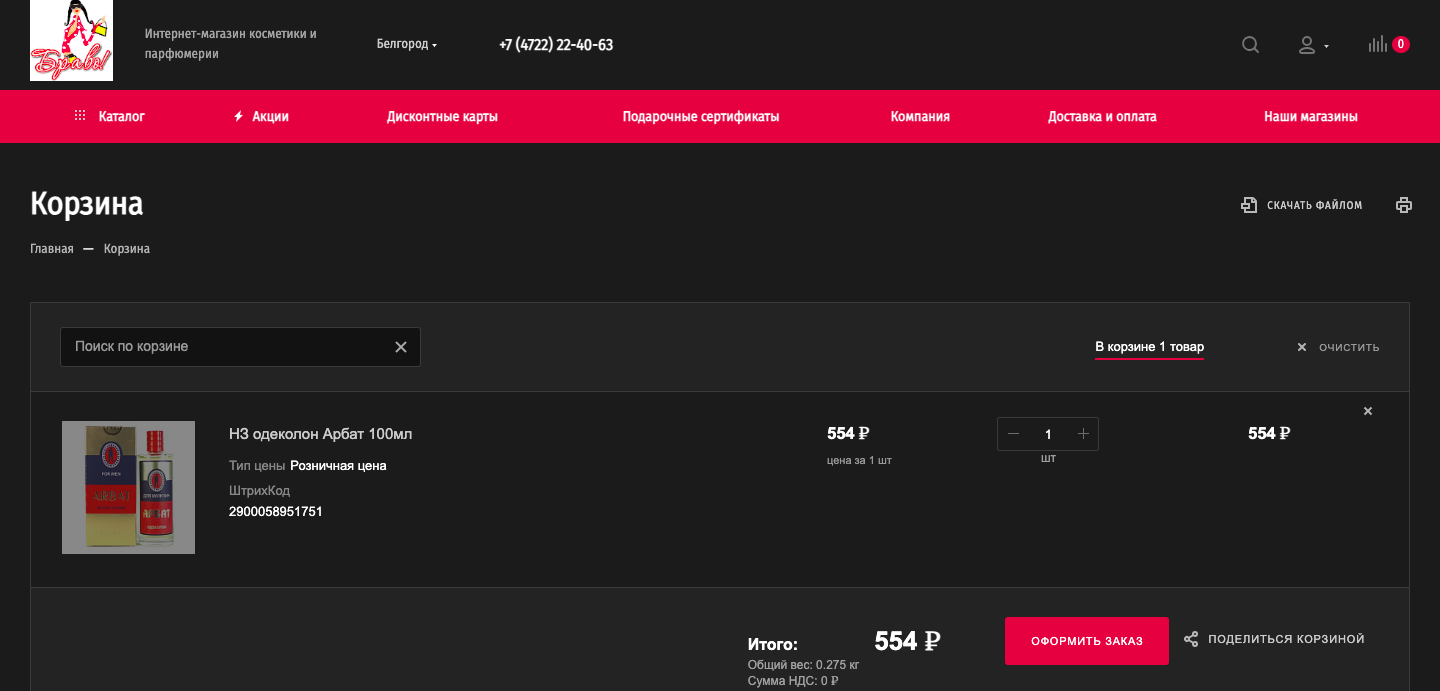 Браво!
Интернет-магазин косметики и
парфюмерии
Белгород
+7 (4722) 22-40-63
0
Каталог
Акции
Дисконтные карты
Подарочные сертификаты
Компания
Доставка и оплата
Наши магазины
Корзина
СКАЧАТЬ ФАЙЛОМ
Главная — Корзина
Поиск по корзине
В корзине 1 товар
ОЧИСТИТЬ
НЗ одеколон Арбат 100мл
554 ₽
1
554 ₽
цена за 1 шт
шт
Тип цены Розничная цена
ШтрихКод
2900058951751
FOR MEN
ARBAT
ДЛЯ МУЖЧИН
АРБАТ
Итого:
554 ₽
ОФОРМИТЬ ЗАКАЗ
ПОДЕЛИТЬСЯ КОРЗИНОЙ
Общий вес: 0.275 кг
Сумма НДС: 0 ₽